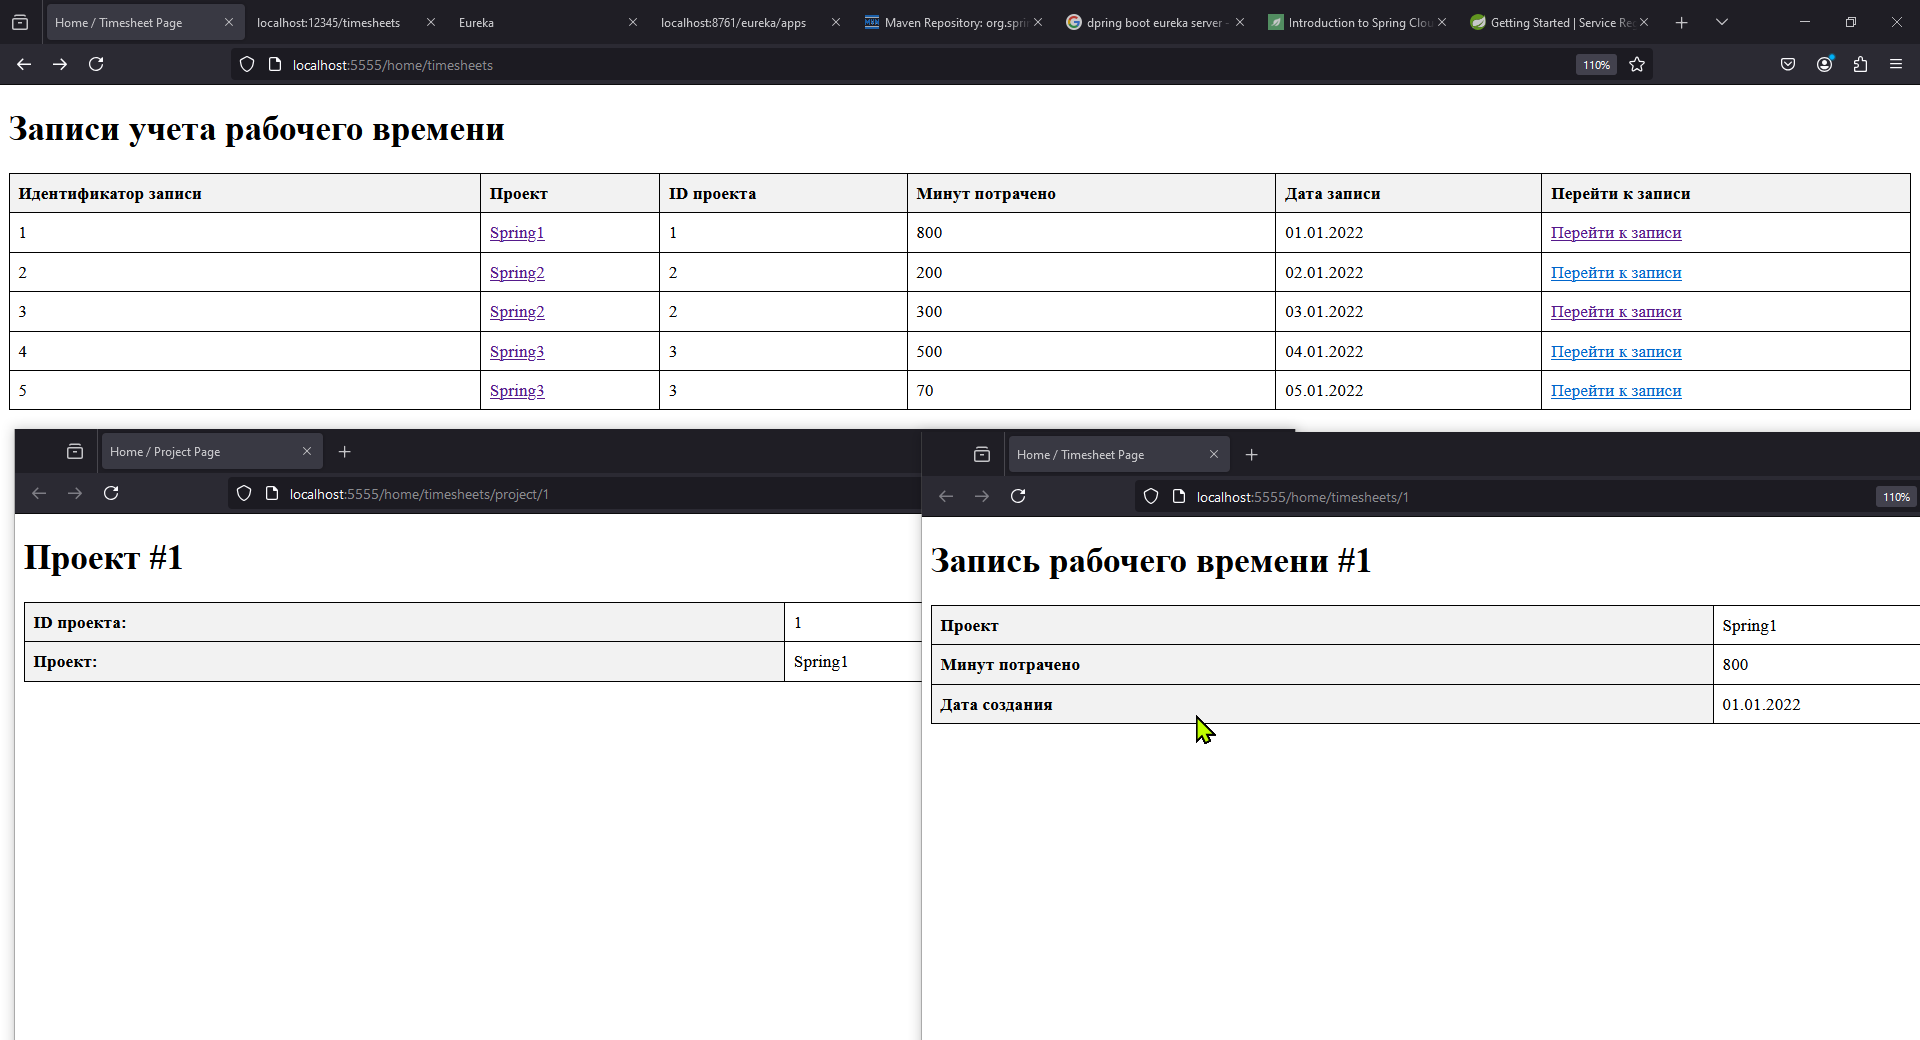 Home / Timesheet Page
localhost:12345/timesheets
Eureka
localhost:8761/eureka/apps
Maven Repository: org.sprin
dpring boot eureka server -
Introduction to Spring Clou
Getting Started | Service Re
localhost:5555/home/timesheets
110%
Записи учета рабочего времени
Идентификатор записи Проект ID проекта Минут потрачено Дата записи Перейти к записи
1 Spring1 1 800 01.01.2022 Перейти к записи
2 Spring2 2 200 02.01.2022 Перейти к записи
3 Spring2 2 300 03.01.2022 Перейти к записи
4 Spring3 3 500 04.01.2022 Перейти к записи
5 Spring3 3 70 05.01.2022 Перейти к записи
Home / Project Page
localhost:5555/home/timesheets/project/1
Проект #1
ID проекта: 1
Проект: Spring1
Home / Timesheet Page
localhost:5555/home/timesheets/1
110%
Запись рабочего времени #1
Проект Spring1
Минут потрачено 800
Дата создания 01.01.2022